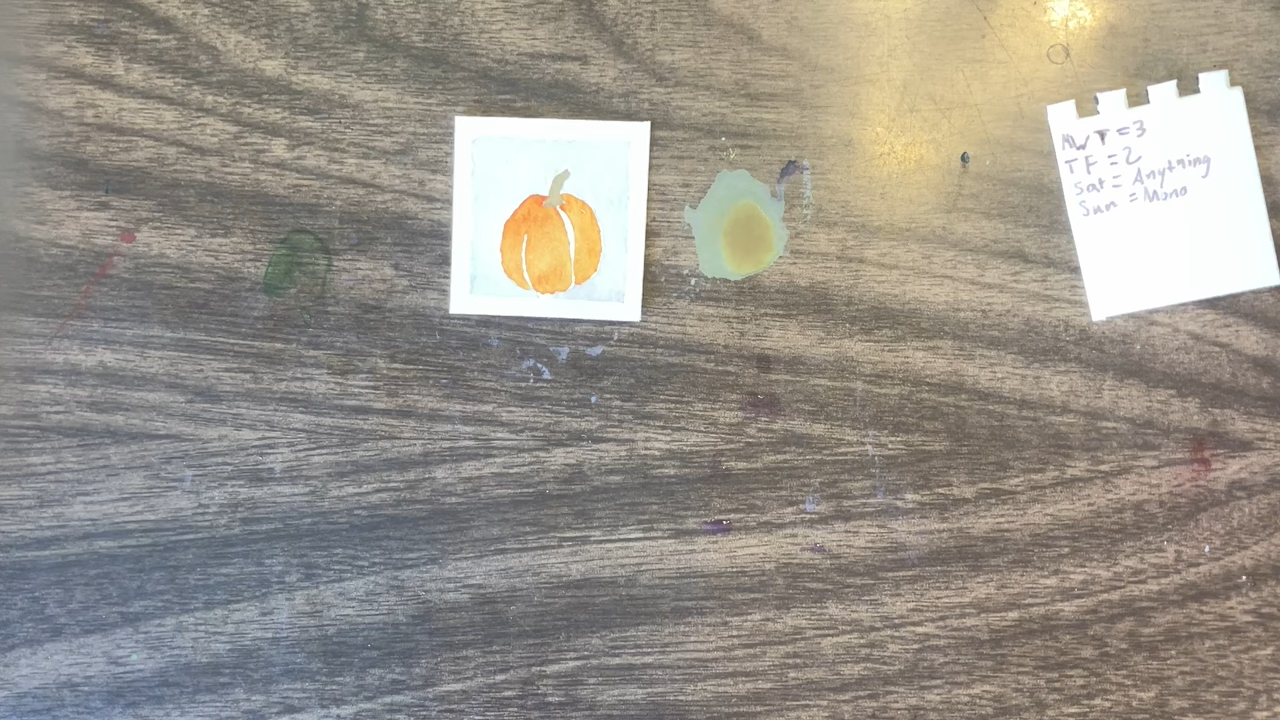 MWT = 3
TF = 2
Sat = Anything
Sun = Mono